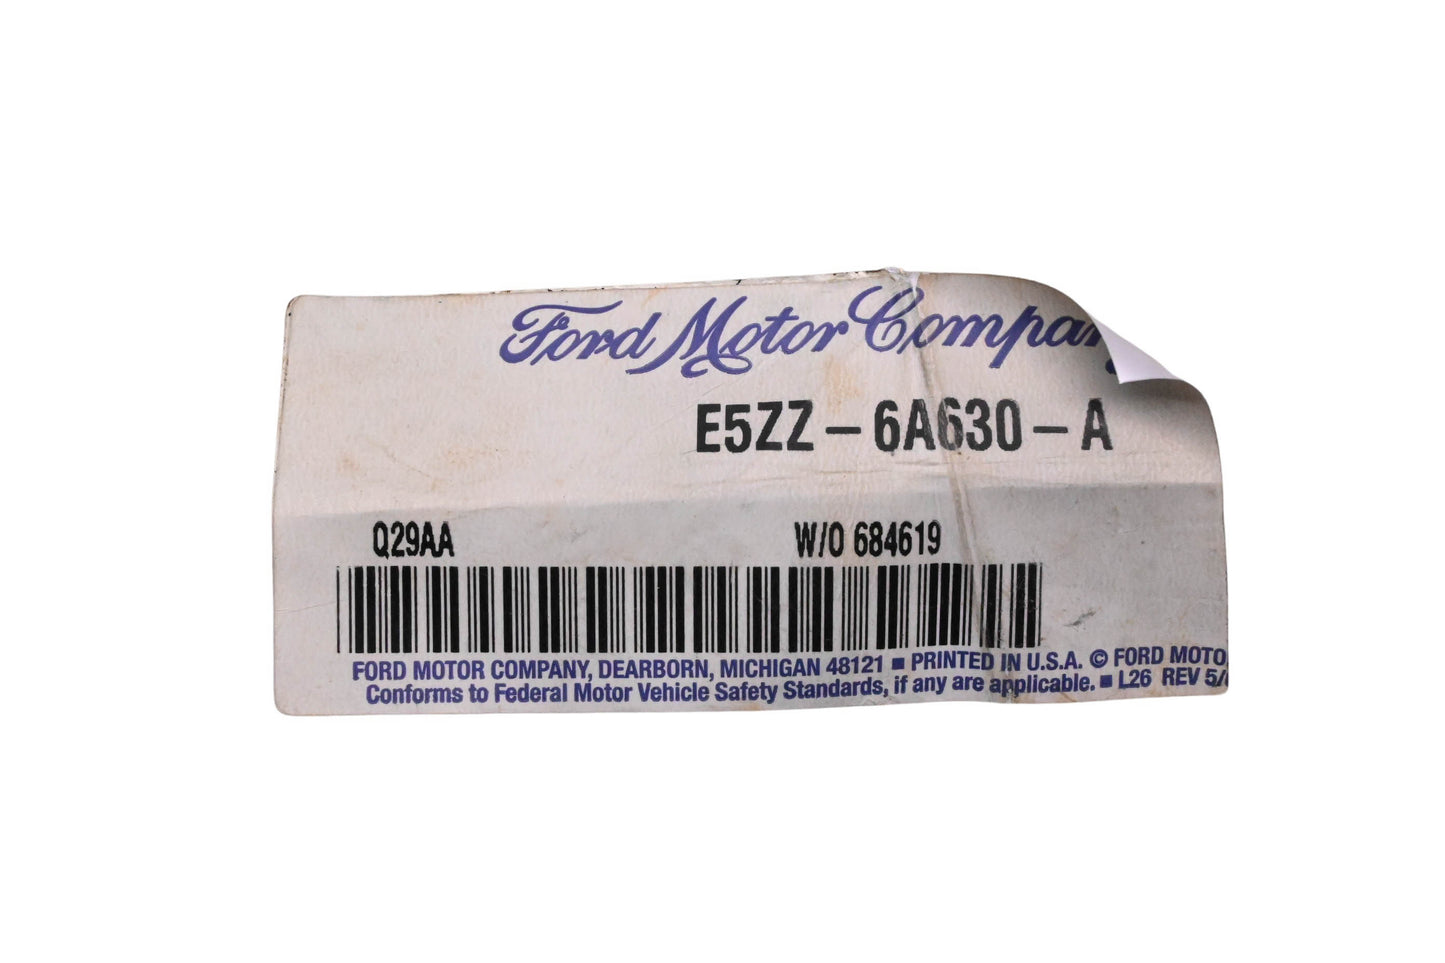 Ford Motor Company
E5ZZ-6A630-A
Q29AA W/O 684619
FORD MOTOR COMPANY, DEARBORN, MICHIGAN 48121 ■ PRINTED IN U.S.A. © FORD MOTO
Conforms to Federal Motor Vehicle Safety Standards, if any are applicable. ■ L26 REV 5/